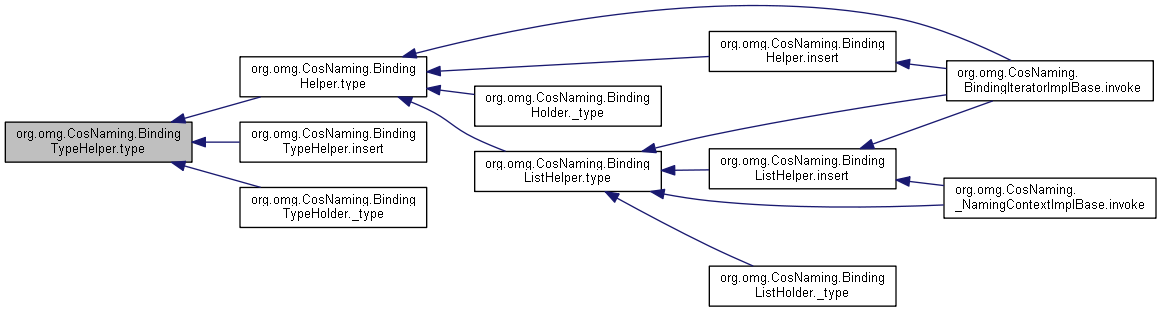 org.omg.CosNaming.Binding
TypeHelper.type
org.omg.CosNaming.Binding
Helper.type
org.omg.CosNaming.Binding
TypeHelper.insert
org.omg.CosNaming.Binding
TypeHolder._type
org.omg.CosNaming.Binding
Holder._type
org.omg.CosNaming.Binding
ListHelper.type
org.omg.CosNaming.Binding
Helper.insert
org.omg.CosNaming.Binding
ListHelper.insert
org.omg.CosNaming.Binding
ListHolder._type
org.omg.CosNaming.
BindingIteratorImplBase.invoke
org.omg.CosNaming.
_NamingContextImplBase.invoke